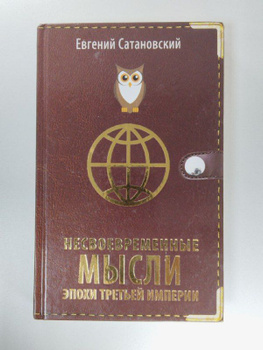 Евгений Сатановский
НЕСВОЕВРЕМЕННЫЕ
МЫСЛИ
ЭПОХИ ТРЕТЬЕЙ ИМПЕРИИ